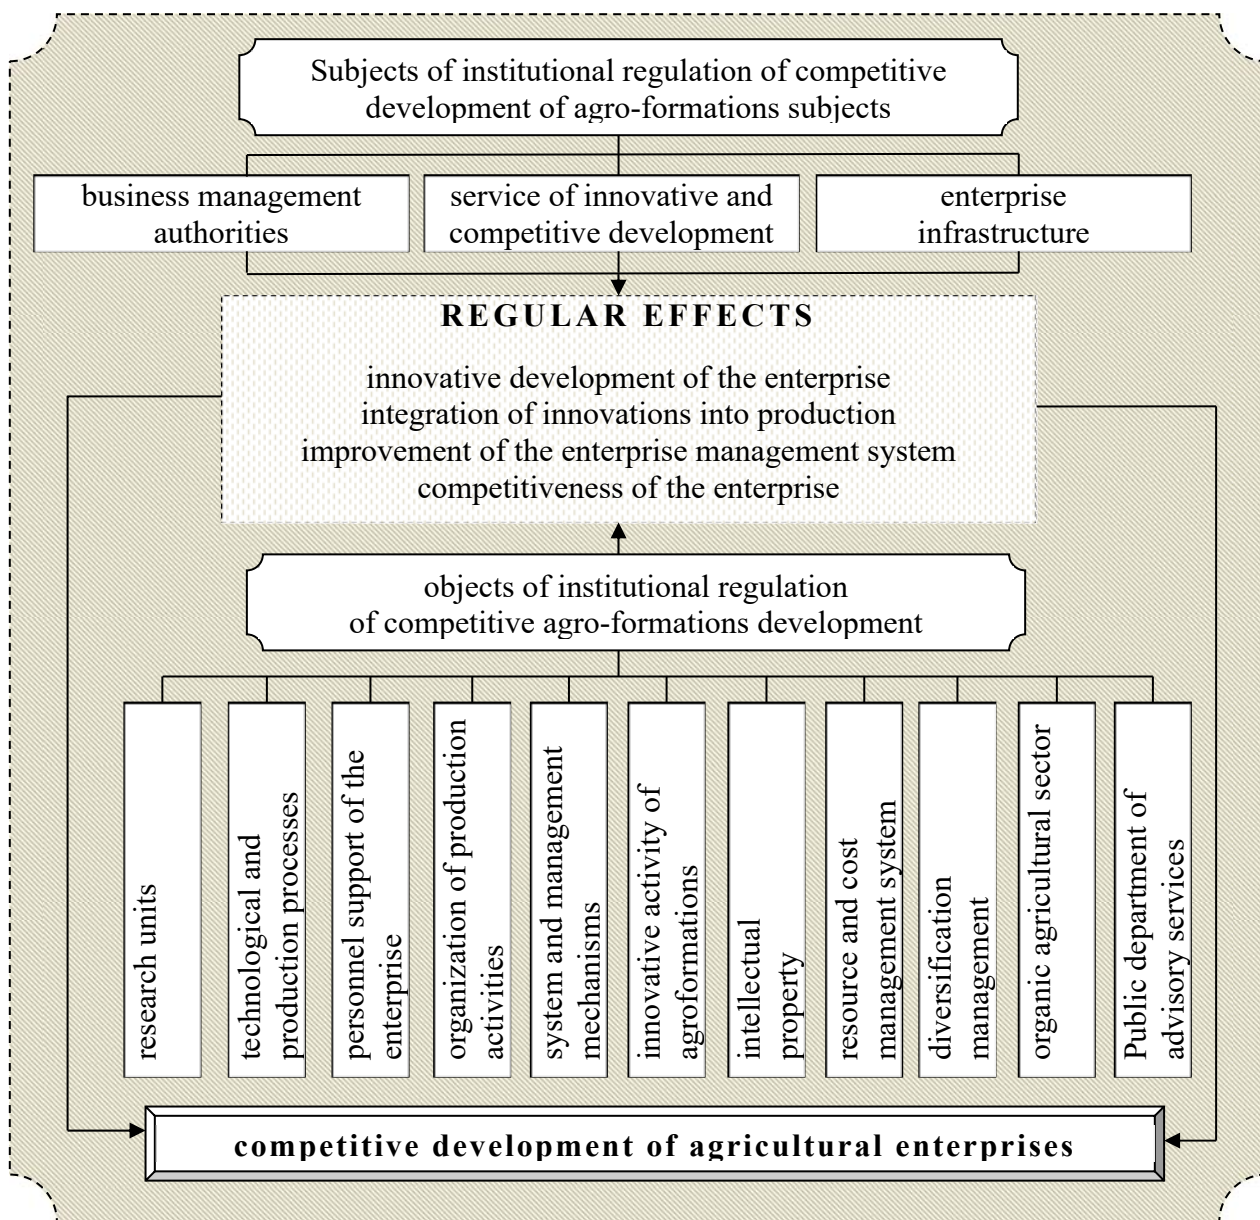 Subjects of institutional regulation of competitive
development of agro-formations subjects
business management
authorities
service of innovative and
competitive development
enterprise
infrastructure
REGULAR EFFECTS
innovative development of the enterprise
integration of innovations into production
improvement of the enterprise management system
competitiveness of the enterprise
objects of institutional regulation
of competitive agro-formations development
research units
technological and
production processes
personnel support of the
enterprise
organization of production
activities
system and management
mechanisms
innovative activity of
agroformations
intellectual
property
resource and cost
management system
diversification
management
organic agricultural sector
Public department of
advisory services
competitive development of agricultural enterprises